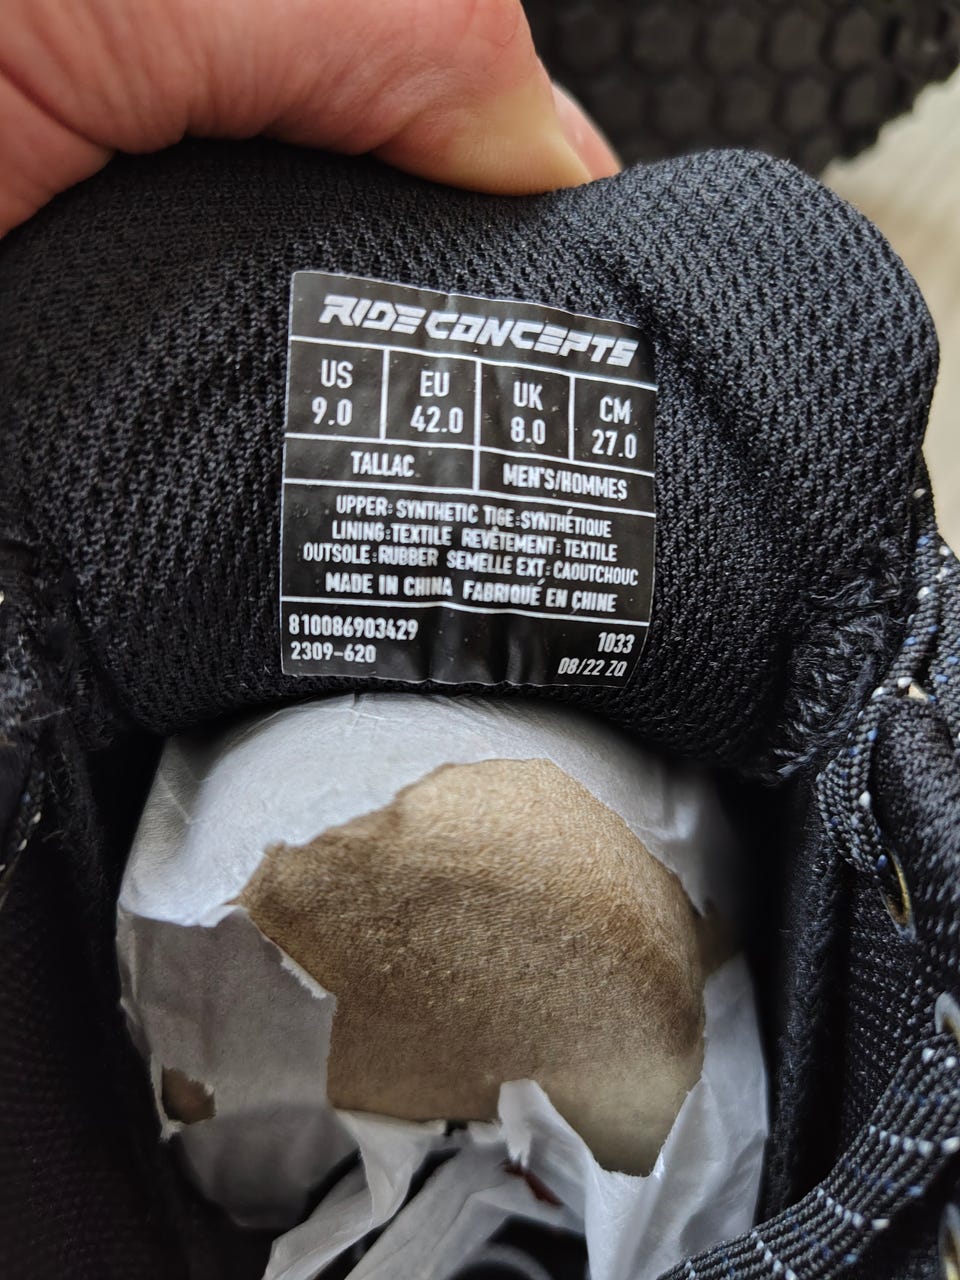 RIDE CONCEPTS
US EU UK CM
9.0 42.0 8.0 27.0
TALLAC MEN'S/HOMMES
UPPER:SYNTHETIC TIGE:SYNTHÉTIQUE
LINING:TEXTILE REVÊTEMENT:TEXTILE
OUTSOLE:RUBBER SEMELLE EXT:CAOUTCHOUC
MADE IN CHINA FABRIQUÉ EN CHINE
810086903429 1033
2309-620 08/22 ZQ